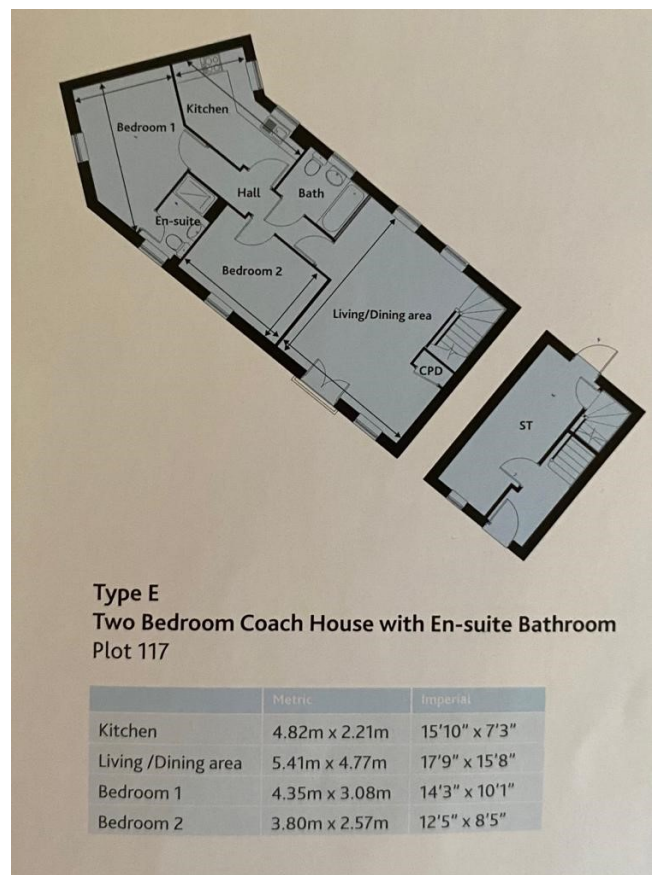 Kitchen
Bedroom 1
Hall
Bath
En-suite
Bedroom 2
Living/Dining area
CPD
ST
Type E
Two Bedroom Coach House with En-suite Bathroom
Plot 117
Metric Imperial
Kitchen 4.82m x 2.21m 15'10" x 7'3"
Living /Dining area 5.41m x 4.77m 17'9" x 15'8"
Bedroom 1 4.35m x 3.08m 14'3" x 10'1"
Bedroom 2 3.80m x 2.57m 12'5" x 8'5"